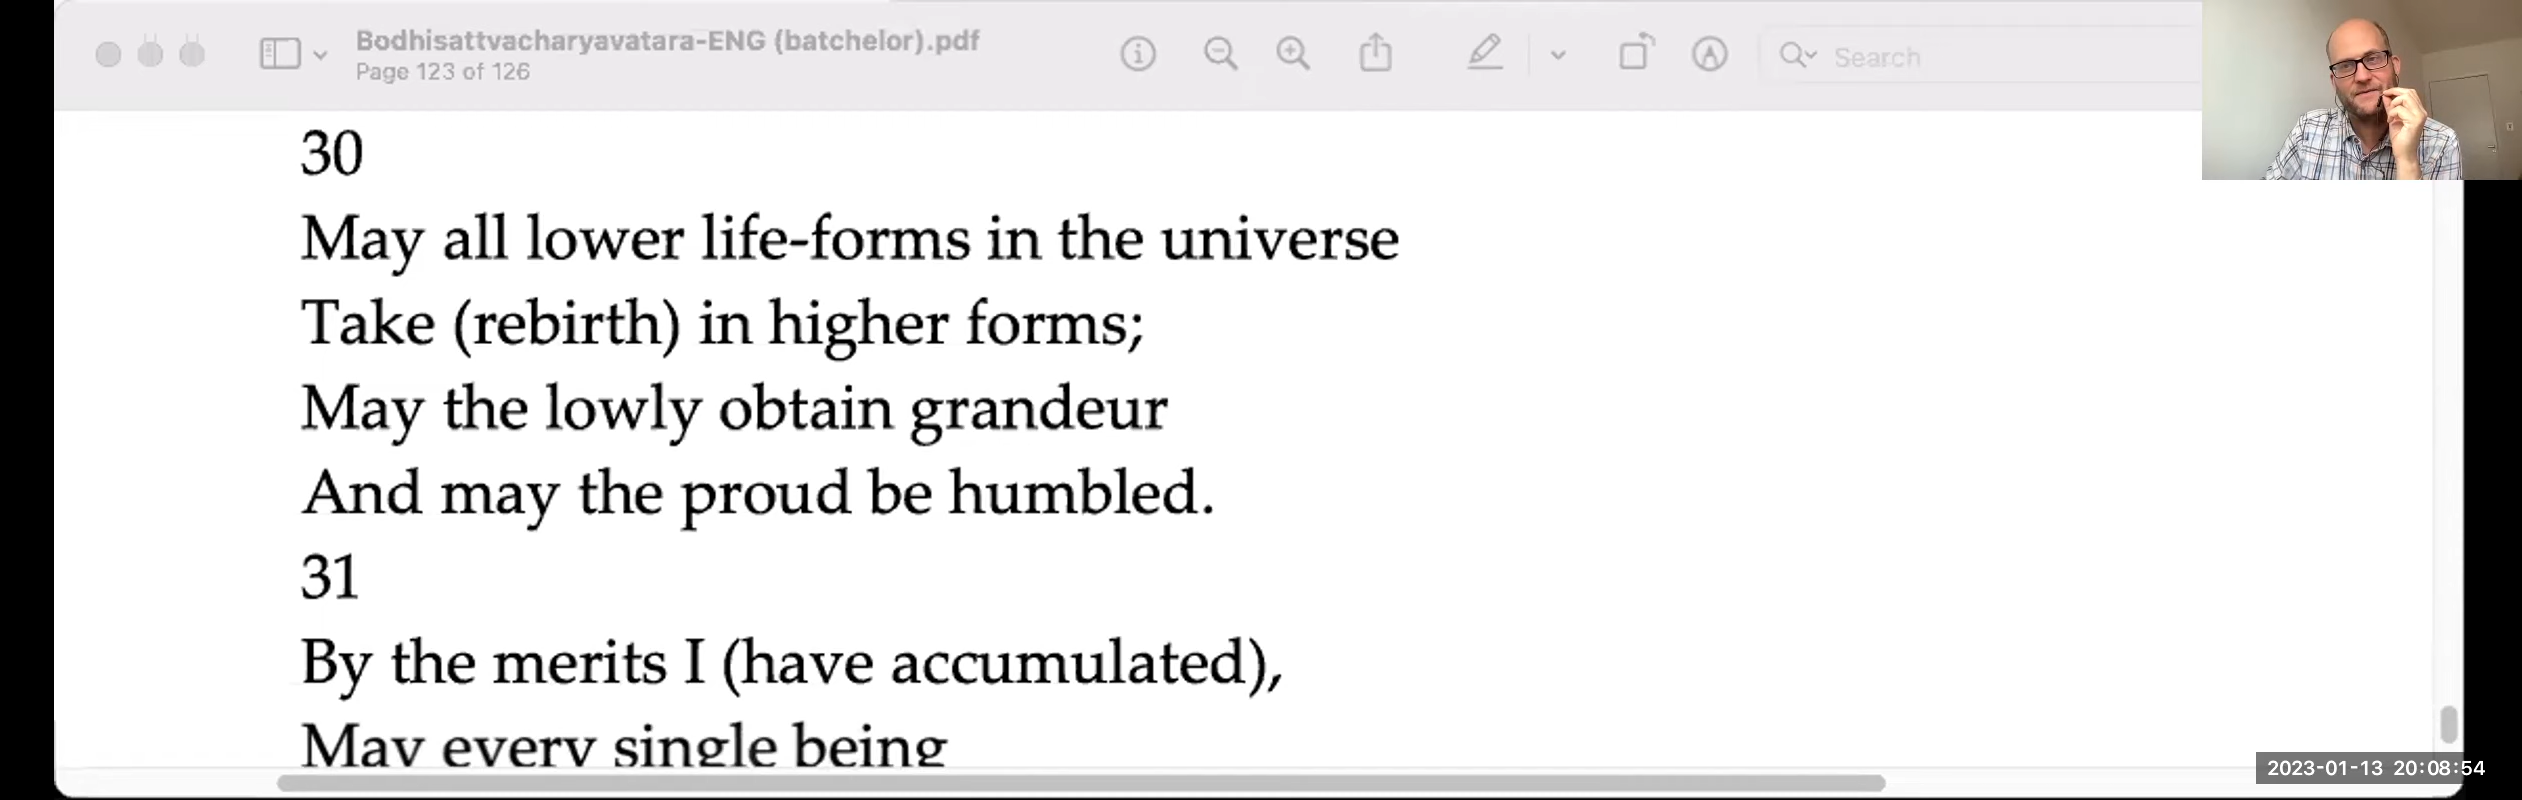 Bodhisattvacharyavatara-ENG (batchelor).pdf
Page 123 of 126
Search
30
May all lower life-forms in the universe
Take (rebirth) in higher forms;
May the lowly obtain grandeur
And may the proud be humbled.
31
By the merits I (have accumulated),
May every single being
2023-01-13 20:08:54